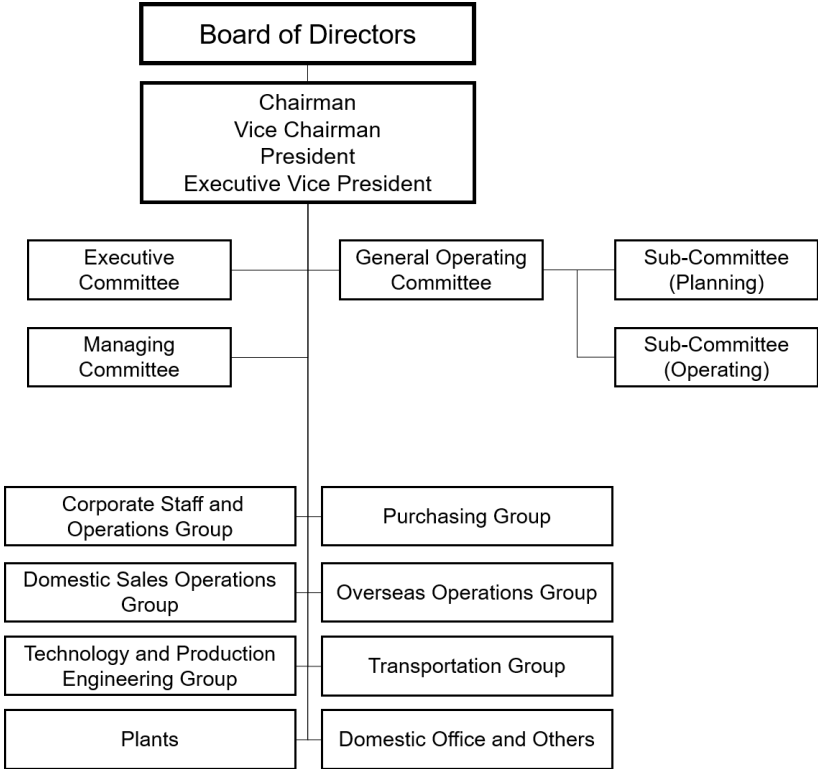 Board of Directors
Chairman
Vice Chairman
President
Executive Vice President
Executive
Committee
General Operating
Committee
Sub-Committee
(Planning)
Managing
Committee
Sub-Committee
(Operating)
Corporate Staff and
Operations Group
Purchasing Group
Domestic Sales Operations
Group
Overseas Operations Group
Technology and Production
Engineering Group
Transportation Group
Plants
Domestic Office and Others